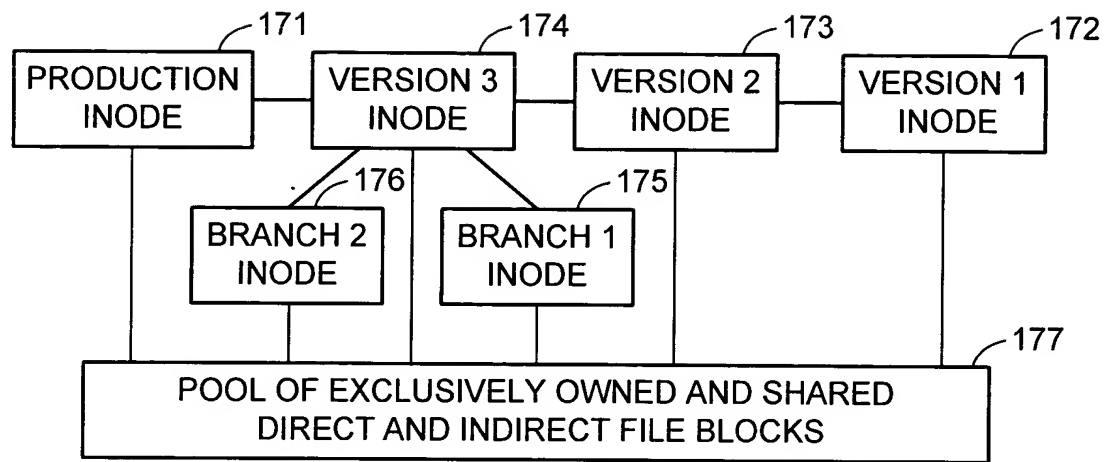 171
174
173
172
PRODUCTION
INODE
VERSION 3
INODE
VERSION 2
INODE
VERSION 1
INODE
176
175
BRANCH 2
INODE
BRANCH 1
INODE
177
POOL OF EXCLUSIVELY OWNED AND SHARED
DIRECT AND INDIRECT FILE BLOCKS